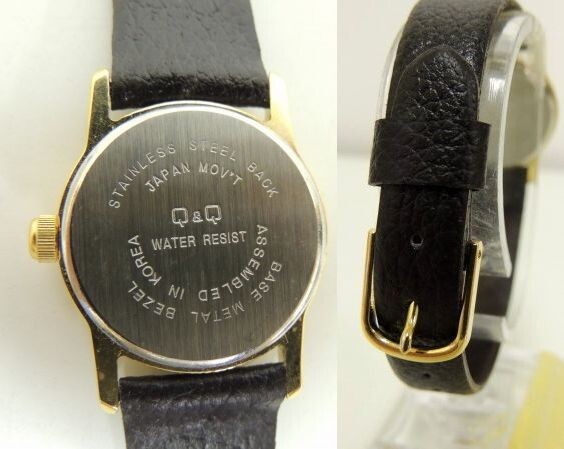 STAINLESS STEEL BACK
JAPAN MOV'T
Q&Q
WATER RESIST
ASSEMBLED IN KOREA
BASE METAL BEZEL